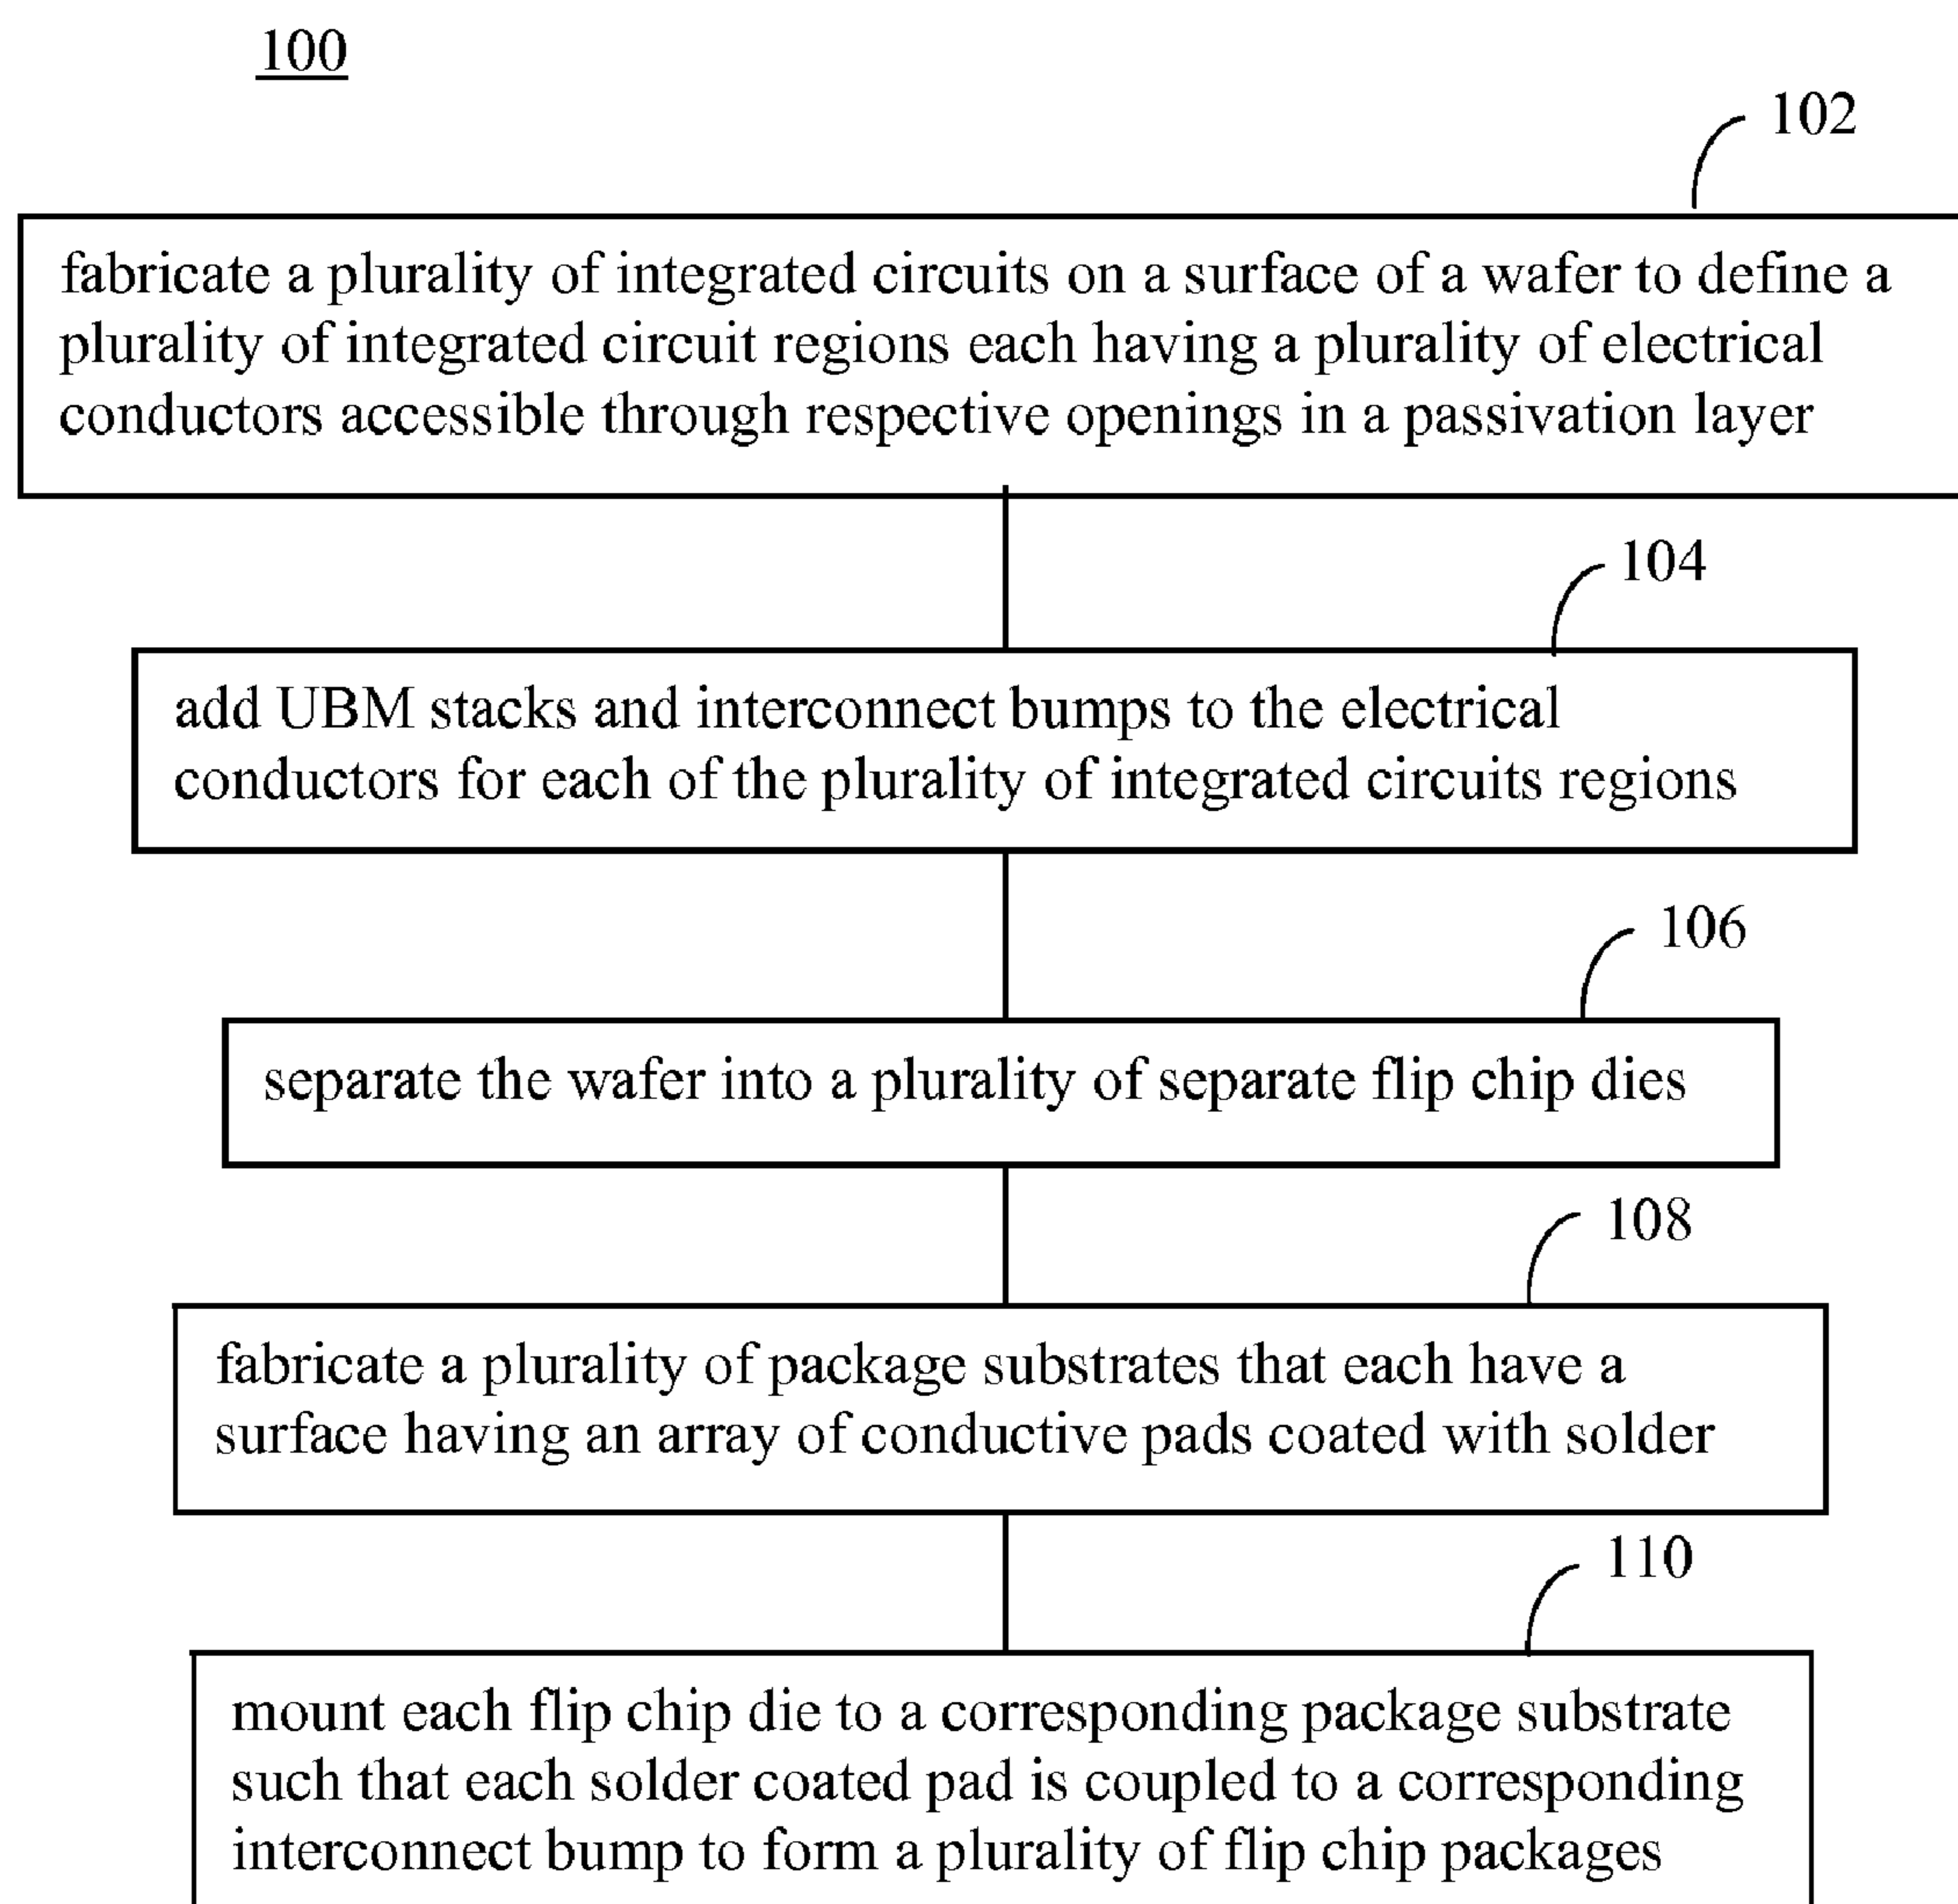 100
102
fabricate a plurality of integrated circuits on a surface of a wafer to define a
plurality of integrated circuit regions each having a plurality of electrical
conductors accessible through respective openings in a passivation layer
104
add UBM stacks and interconnect bumps to the electrical
conductors for each of the plurality of integrated circuits regions
106
separate the wafer into a plurality of separate flip chip dies
108
fabricate a plurality of package substrates that each have a
surface having an array of conductive pads coated with solder
110
mount each flip chip die to a corresponding package substrate
such that each solder coated pad is coupled to a corresponding
interconnect bump to form a plurality of flip chip packages